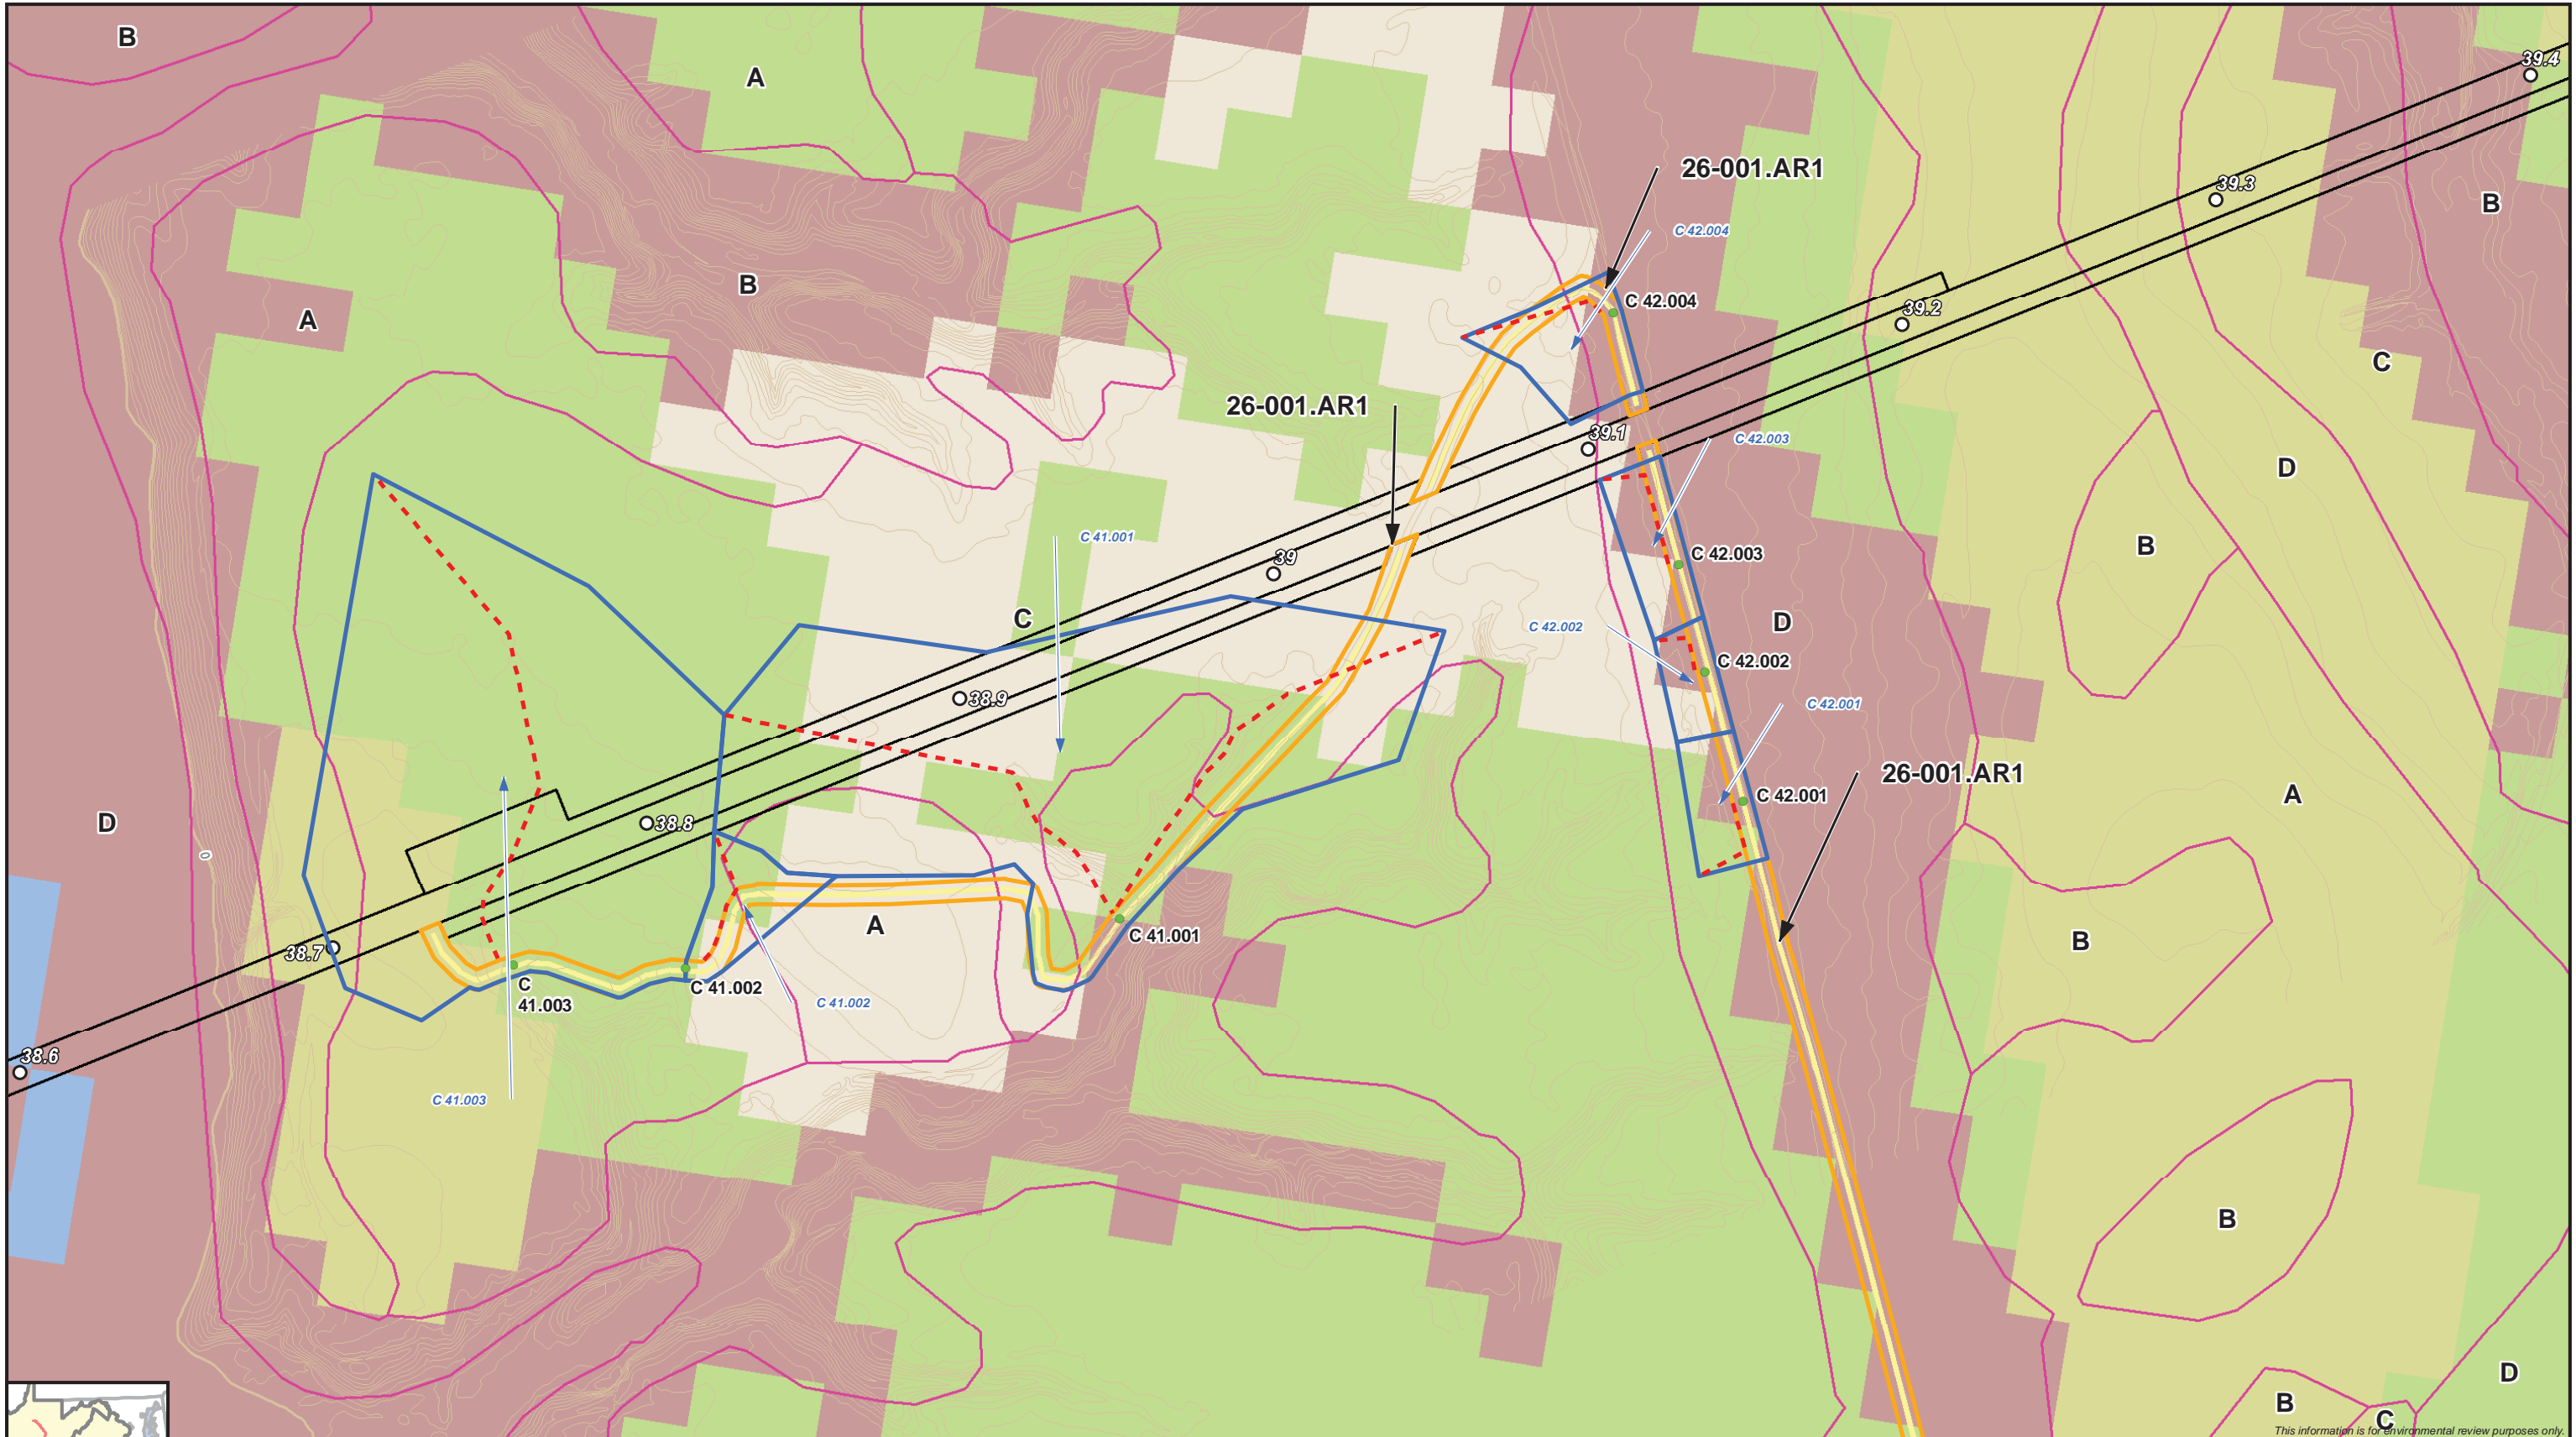 B
39.4
A
26-001.AR1
39.3
B
C 42.004
B
C 42.004
A
39.2
C
26-001.AR1
39.1
C 42.003
D
C 41.001
B
C 42.003
39
C
C 42.002
D
C 42.002
38.9
C 42.001
26-001.AR1
A
C 42.001
D
38.8
0
A
C 41.001
B
38.7
C 41.002
C
41.003
C 41.002
38.6
C 41.003
B
D
B
C
This information is for environmental review purposes only.